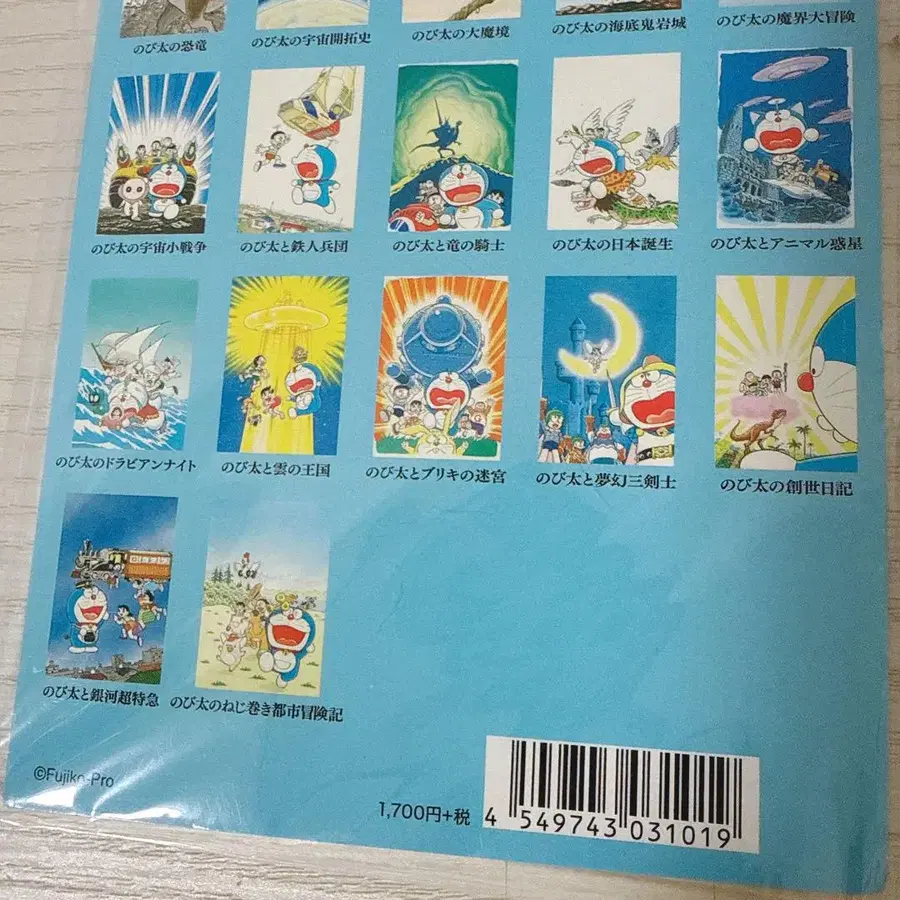 のび太の恐竜
のび太の宇宙開拓史
のび太の大魔境
のび太の海底鬼岩城
のび太の魔界大冒険
のび太の宇宙小戦争
のび太と鉄人兵団
のび太と竜の騎士
のび太の日本誕生
のび太とアニマル惑星
のび太のドラビアンナイト
のび太と雲の王国
のび太とブリキの迷宮
のび太と夢幻三剣士
のび太の創世日記
のび太と銀河超特急
のび太のねじ巻き都市冒険記
©Fujiko-Pro
1,700円+税
4 549743 031019